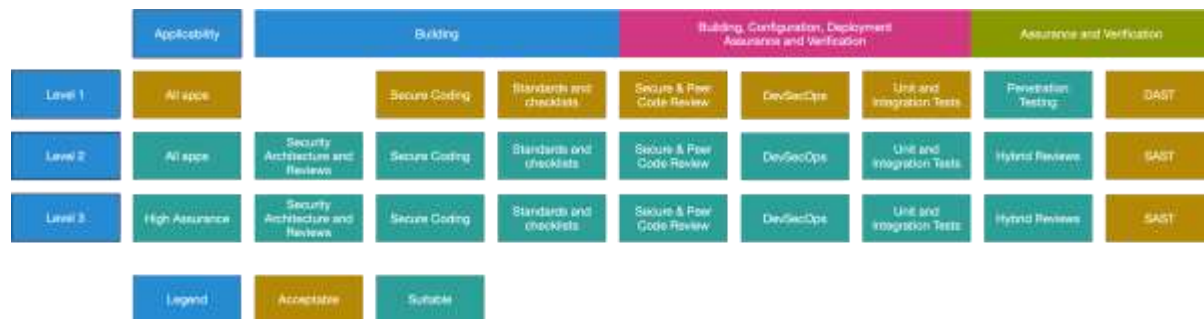 Applicability
Building
Building, Configuration, Deployment
Assurance and Verification
Assurance and Verification
Level 1
All apps
Secure Coding
Standards and
checklists
Secure & Peer
Code Review
DevSecOps
Unit and
Integration Tests
Penetration
Testing
DAST
Level 2
All apps
Security
Architecture and
Reviews
Secure Coding
Standards and
checklists
Secure & Peer
Code Review
DevSecOps
Unit and
Integration Tests
Hybrid Reviews
SAST
Level 3
High Assurance
Security
Architecture and
Reviews
Secure Coding
Standards and
checklists
Secure & Peer
Code Review
DevSecOps
Unit and
Integration Tests
Hybrid Reviews
SAST
Legend
Acceptable
Suitable